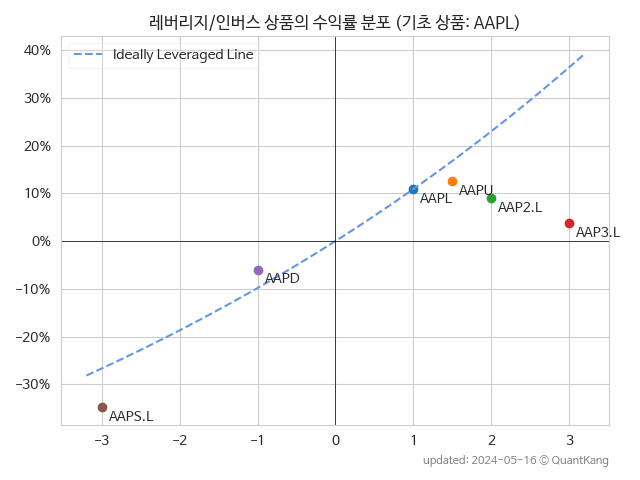 레버리지/인버스 상품의 수익률 분포 (기초 상품: AAPL)
40%
Ideally Leveraged Line
30%
20%
10%
AAPL
AAPU
AAP2.L
AAP3.L
0%
AAPD
−10%
−20%
−30%
AAPS.L
−3
−2
−1
0
1
2
3
updated: 2024-05-16 © QuantKang